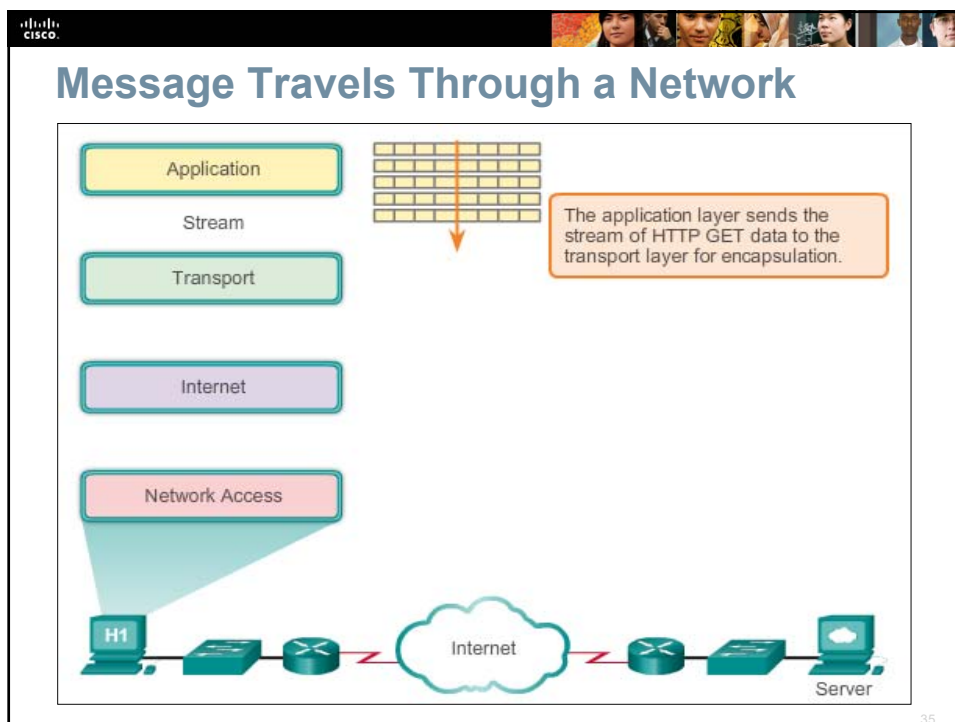 CISCO.
Message Travels Through a Network
Application
Stream
The application layer sends the
stream of HTTP GET data to the
transport layer for encapsulation.
Transport
Internet
Network Access
H1
Internet
Server
35